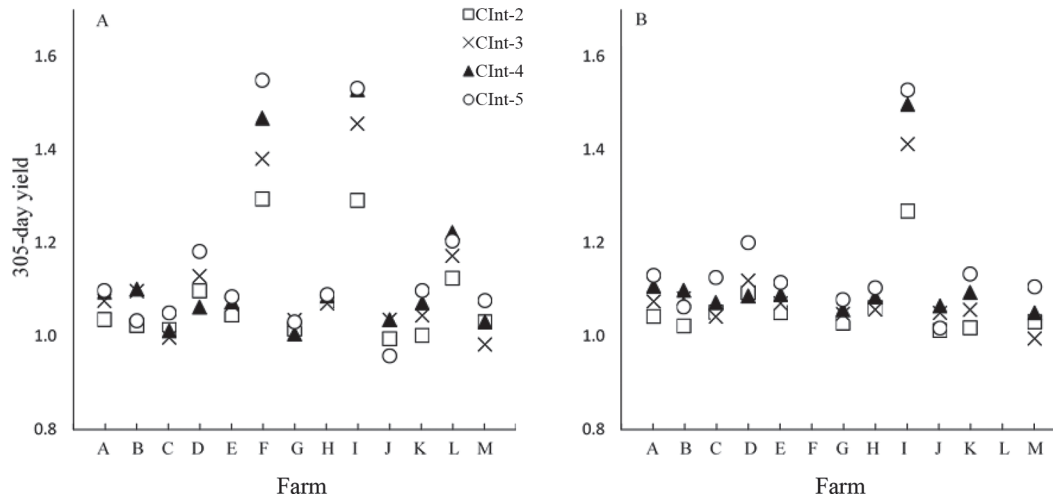 A
CInt-2
CInt-3
CInt-4
CInt-5
305-day yield
1.6
1.4
1.2
1.0
0.8
A B C D E F G H I J K L M
Farm
B
1.6
1.4
1.2
1.0
0.8
A B C D E F G H I J K L M
Farm